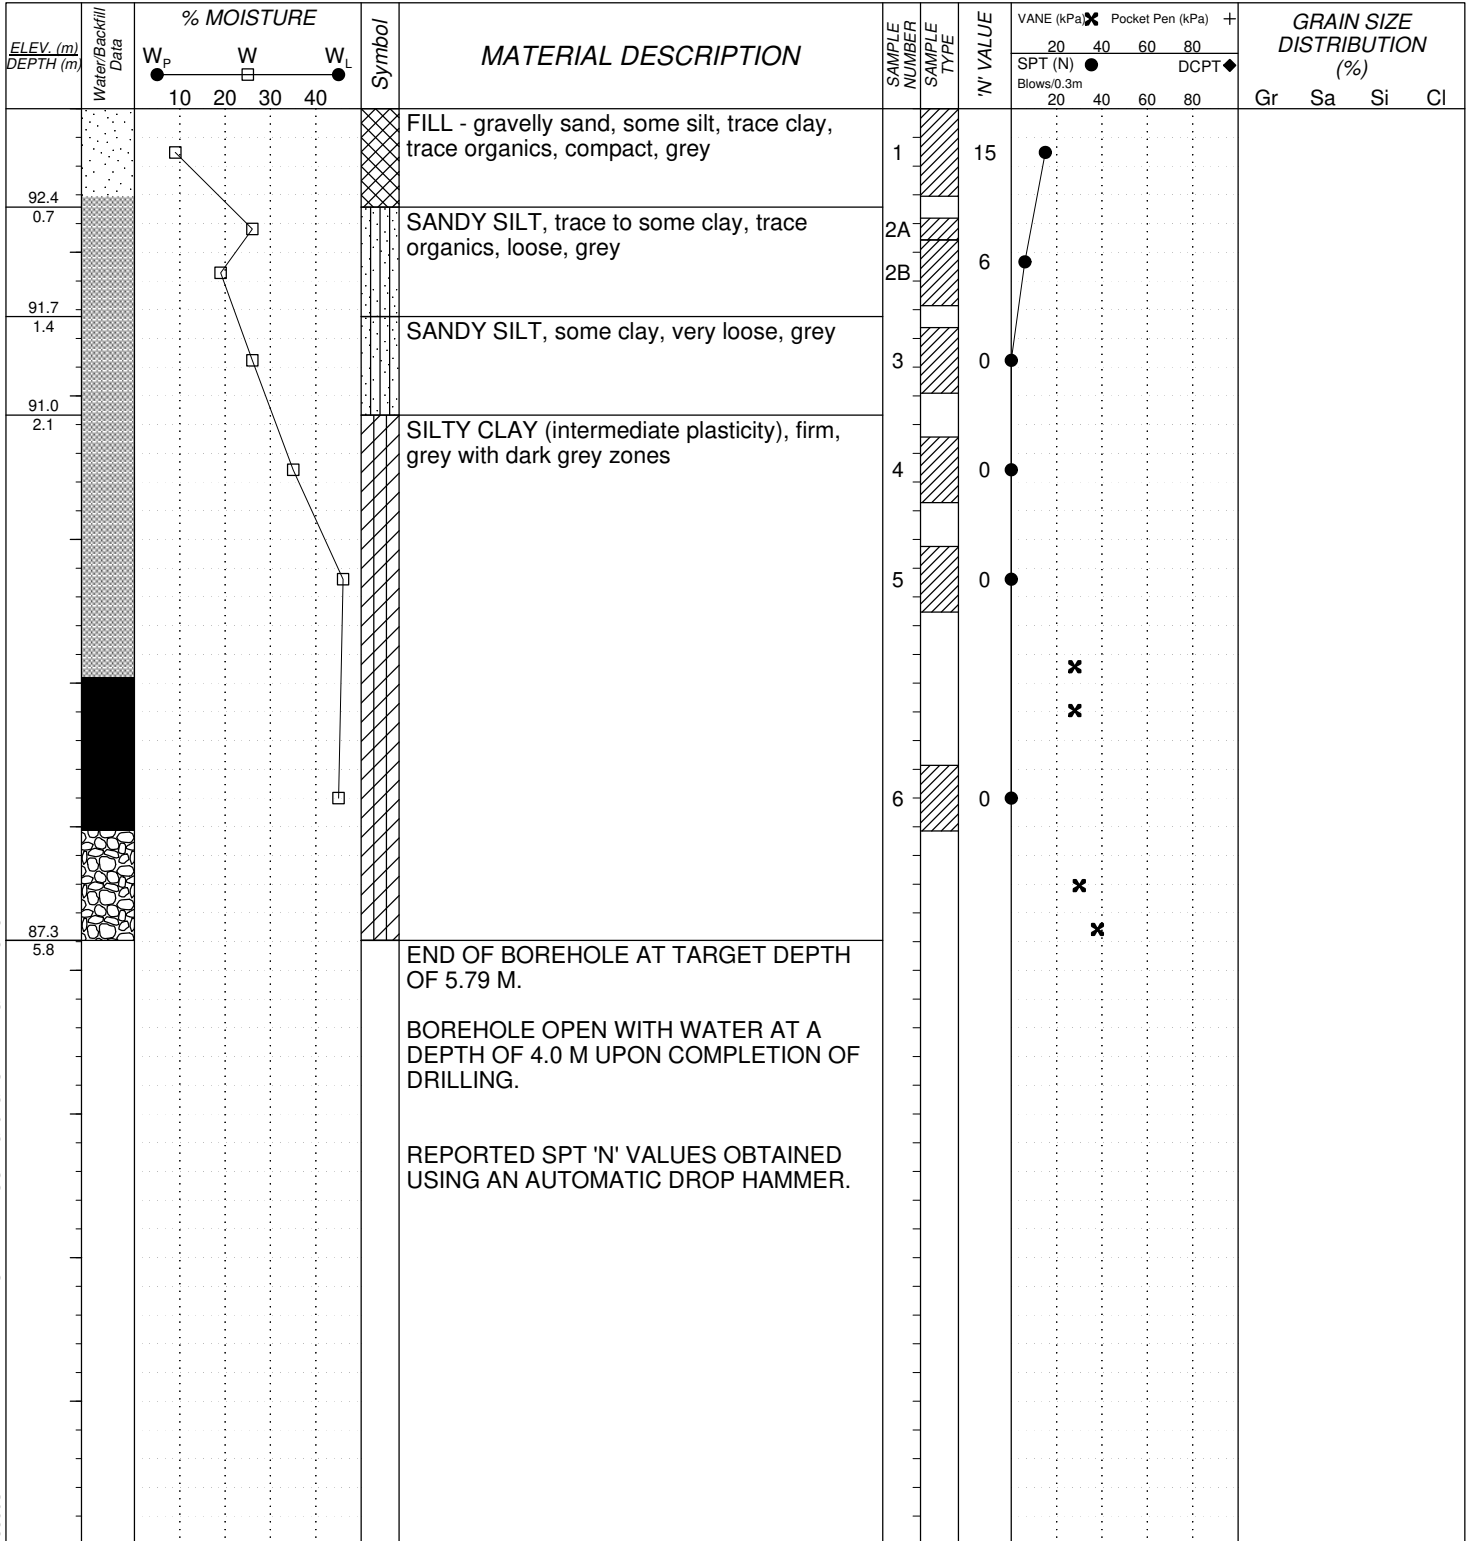 ELEV. (m)
DEPTH (m)
Water/Backfill
Data
% MOISTURE
WP W WL
10 20 30 40
Symbol
MATERIAL DESCRIPTION
SAMPLE
NUMBER
SAMPLE
TYPE
'N' VALUE
VANE (kPa) Pocket Pen (kPa) +
20 40 60 80
SPT (N) DCPT
Blows/0.3m
20 40 60 80
GRAIN SIZE
DISTRIBUTION
(%)
Gr Sa Si Cl
FILL - gravelly sand, some silt, trace clay,
trace organics, compact, grey
1 15
92.4
0.7
SANDY SILT, trace to some clay, trace
organics, loose, grey
2A
2B
6
91.7
1.4
SANDY SILT, some clay, very loose, grey
3 0
91.0
2.1
SILTY CLAY (intermediate plasticity), firm,
grey with dark grey zones
4 0
5 0
6 0
87.3
5.8
END OF BOREHOLE AT TARGET DEPTH
OF 5.79 M.
BOREHOLE OPEN WITH WATER AT A
DEPTH OF 4.0 M UPON COMPLETION OF
DRILLING.
REPORTED SPT 'N' VALUES OBTAINED
USING AN AUTOMATIC DROP HAMMER.